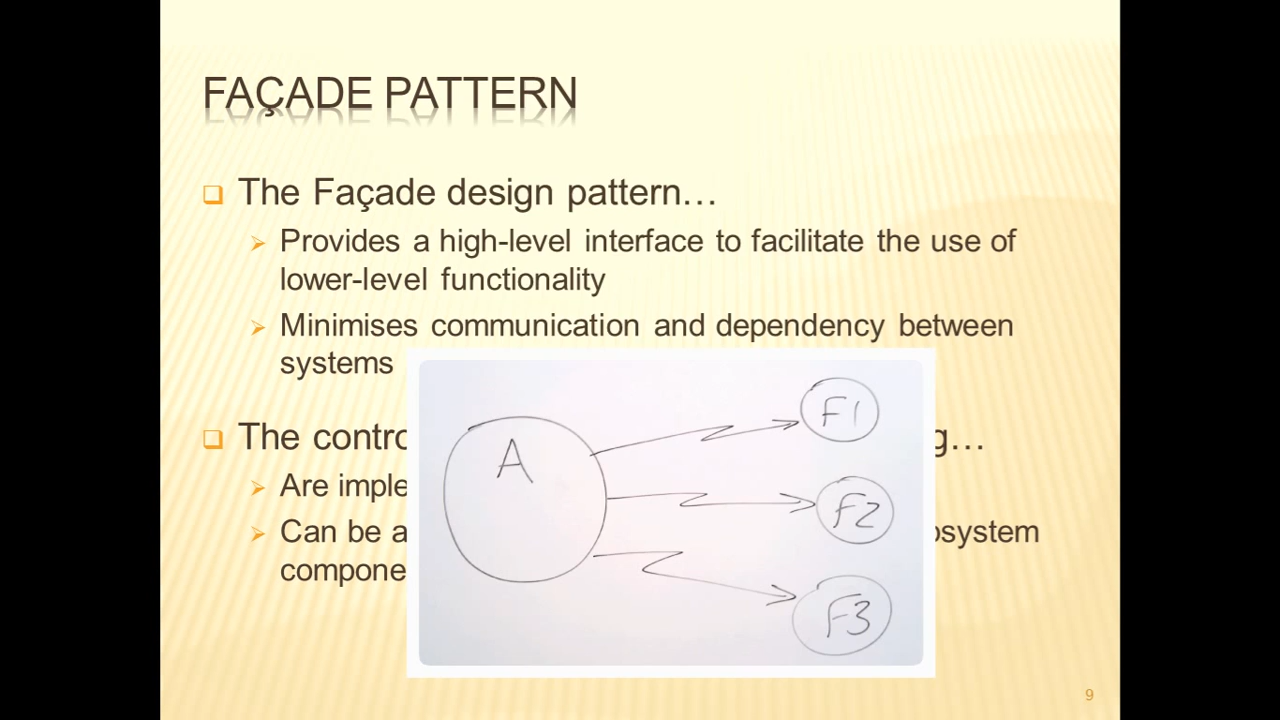 FAÇADE PATTERN
The Façade design pattern…
Provides a high-level interface to facilitate the use of
lower-level functionality
Minimises communication and dependency between
systems
The contro g…
Are imple
Can be a osystem
compone
A
F1
F2
F3
9